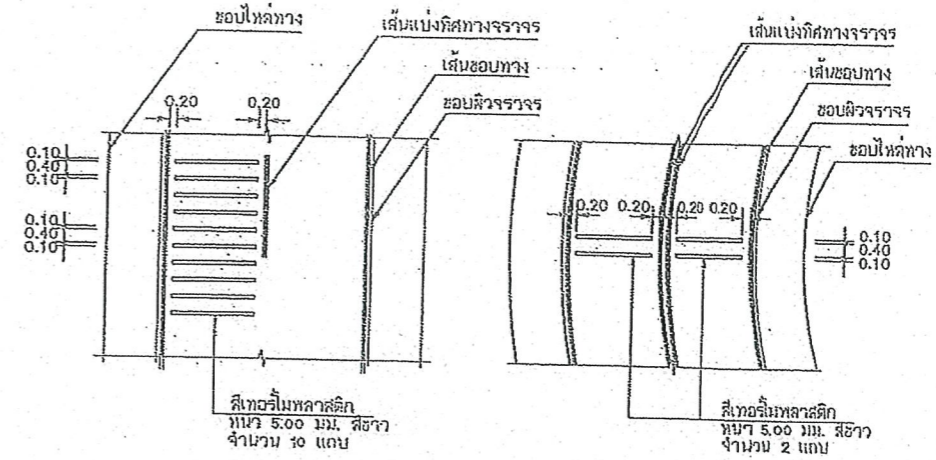 ขอบไหล่ทาง
เส้นแบ่งทิศทางจราจร
เส้นขอบทาง
ขอบผิวจราจร
0.20
0.20
0.10
0.40
0.10
0.10
0.40
0.10
สีเทอร์โมพลาสติก
หนา 5.00 มม. สีขาว
จำนวน 10 แถบ
เส้นแบ่งทิศทางจราจร
เส้นขอบทาง
ขอบผิวจราจร
ขอบไหล่ทาง
0.20
0.20
0.20
0.20
0.10
0.40
0.10
สีเทอร์โมพลาสติก
หนา 5.00 มม. สีขาว
จำนวน 2 แถบ